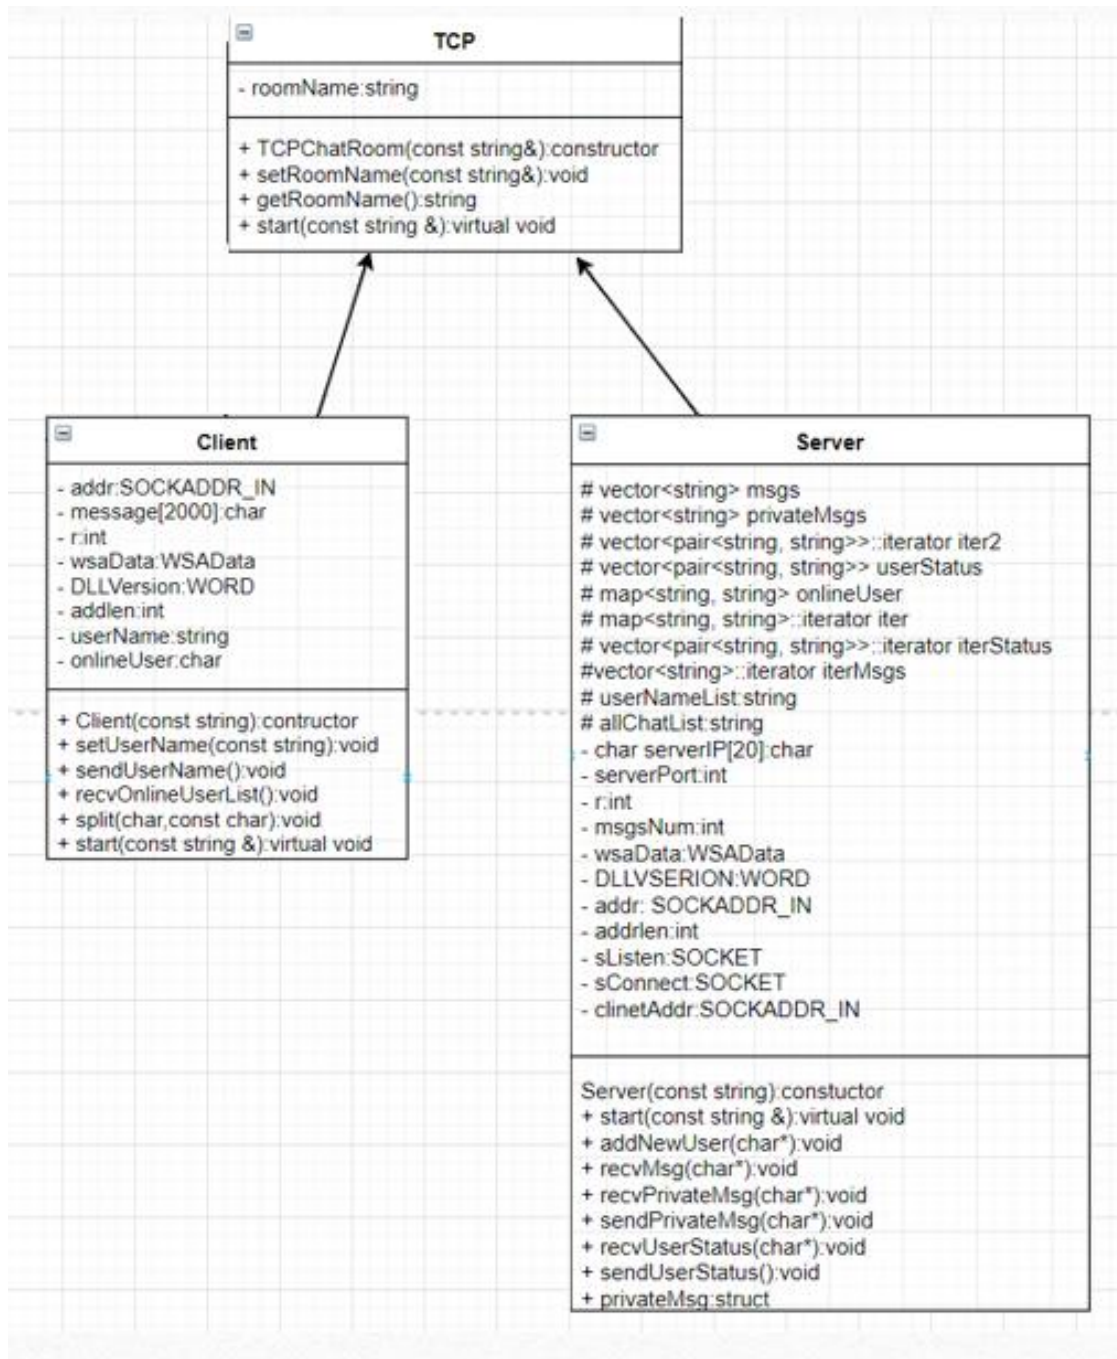 TCP
- roomName:string
+ TCPChatRoom(const string&):constructor
+ setRoomName(const string&):void
+ getRoomName():string
+ start(const string &):virtual void
Client
- addr:SOCKADDR_IN
- message[2000]:char
- r:int
- wsaData:WSAData
- DLLVersion:WORD
- addlen:int
- userName:string
- onlineUser:char
+ Client(const string):contructor
+ setUserName(const string):void
+ sendUserName():void
+ recvOnlineUserList():void
+ split(char,const char):void
+ start(const string &):virtual void
Server
# vector<string> msgs
# vector<string> privateMsgs
# vector<pair<string, string>>::iterator iter2
# vector<pair<string, string>> userStatus
# map<string, string> onlineUser
# map<string, string>::iterator iter
# vector<pair<string, string>>::iterator iterStatus
#vector<string>::iterator iterMsgs
# userNameList:string
# allChatList:string
- char serverIP[20]:char
- serverPort:int
- r:int
- msgsNum:int
- wsaData:WSAData
- DLLVSERION:WORD
- addr: SOCKADDR_IN
- addrlen:int
- sListen:SOCKET
- sConnect:SOCKET
- clinetAddr:SOCKADDR_IN
Server(const string):constuctor
+ start(const string &):virtual void
+ addNewUser(char*):void
+ recvMsg(char*):void
+ recvPrivateMsg(char*):void
+ sendPrivateMsg(char*):void
+ recvUserStatus(char*):void
+ sendUserStatus():void
+ privateMsg:struct